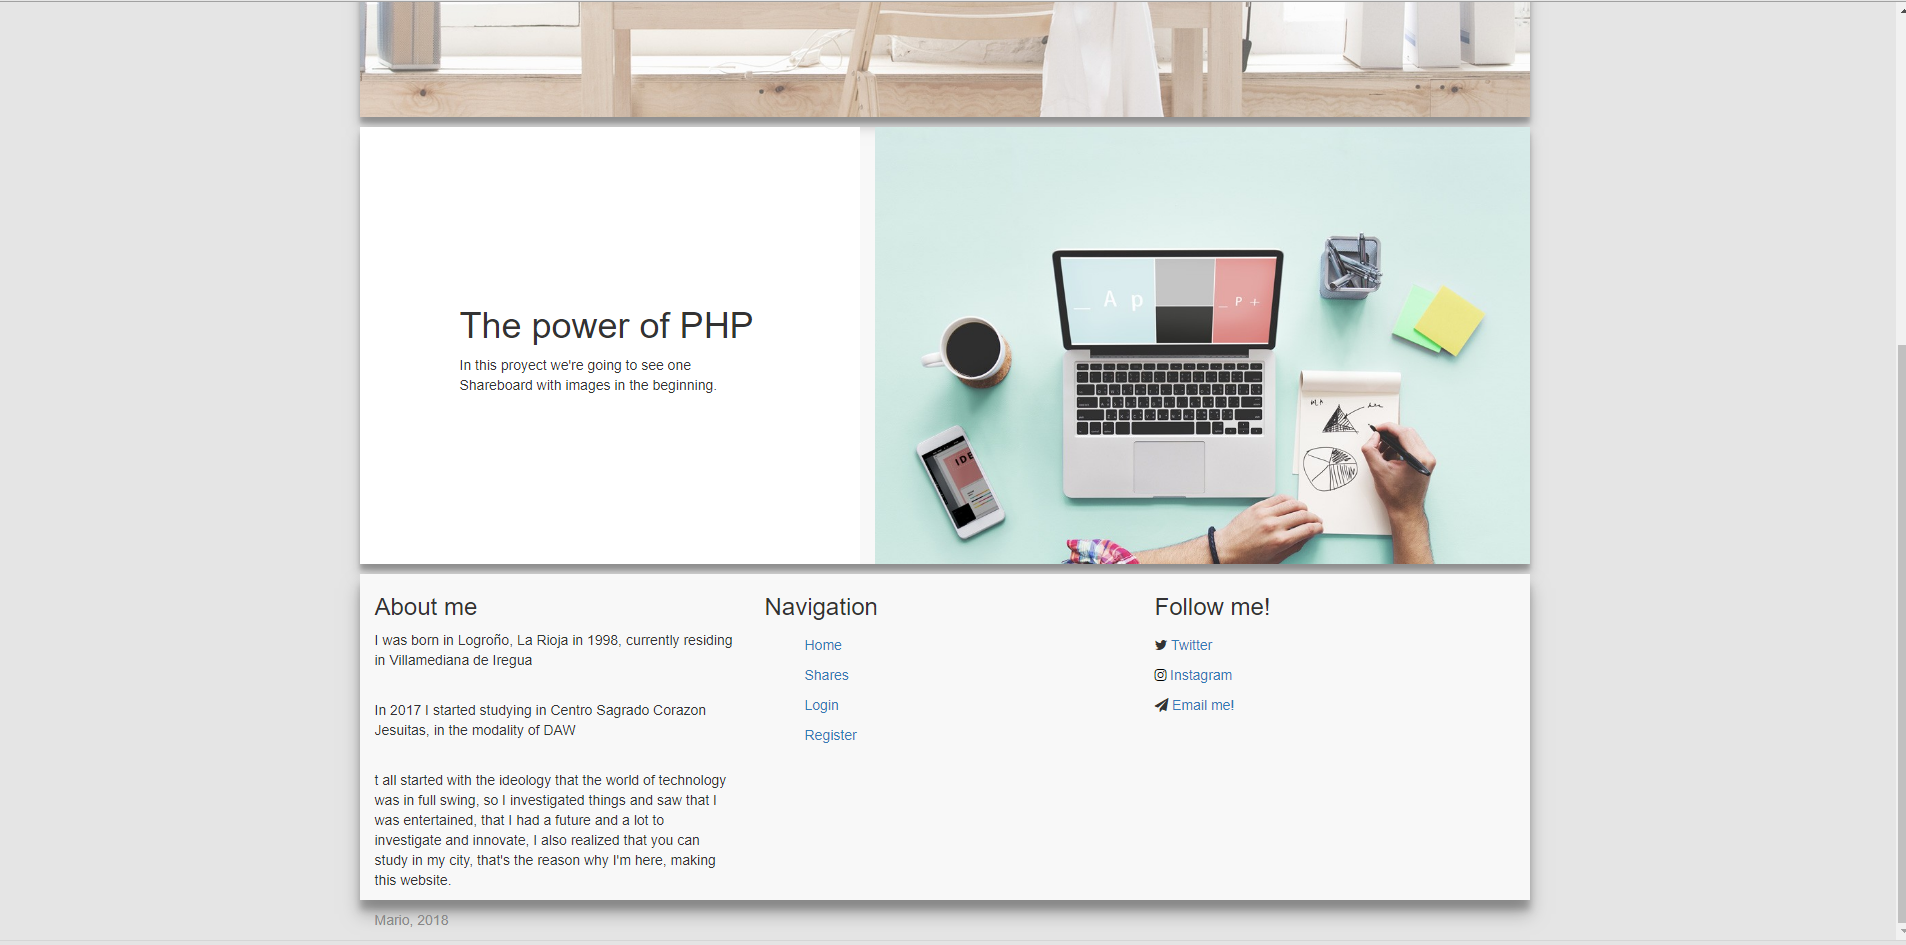 _ A p
_ P +
IDE
The power of PHP
In this proyect we're going to see one
Shareboard with images in the beginning.
About me
I was born in Logroño, La Rioja in 1998, currently residing
in Villamediana de Iregua
In 2017 I started studying in Centro Sagrado Corazon
Jesuitas, in the modality of DAW
t all started with the ideology that the world of technology
was in full swing, so I investigated things and saw that I
was entertained, that I had a future and a lot to
investigate and innovate, I also realized that you can
study in my city, that's the reason why I'm here, making
this website.
Navigation
Home
Shares
Login
Register
Follow me!
Twitter
Instagram
Email me!
Mario, 2018